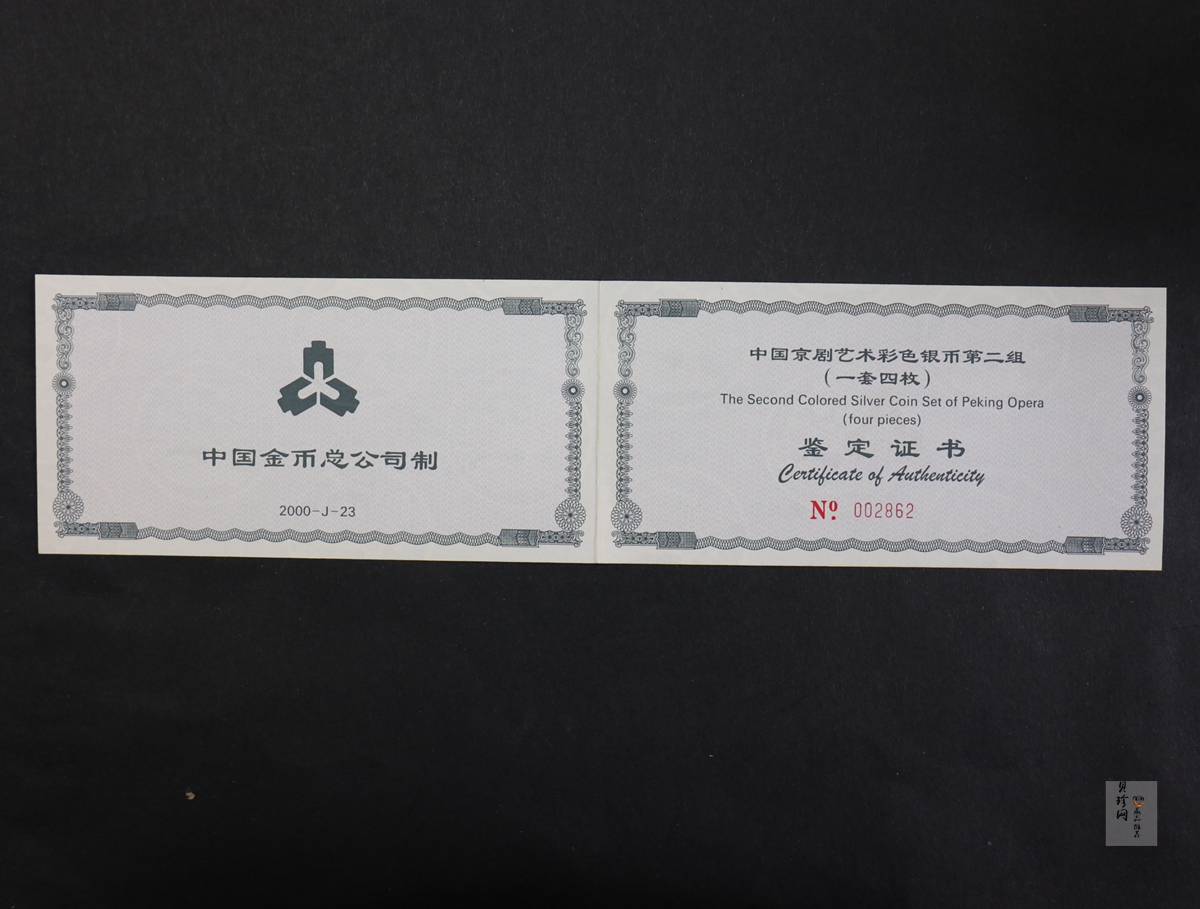 中国金币总公司制
2000-J-23
中国京剧艺术彩色银币第二组
(一套四枚)
The Second Colored Silver Coin Set of Peking Opera
(four pieces)
鉴定证书
Certificate of Authenticity
Nº 002862